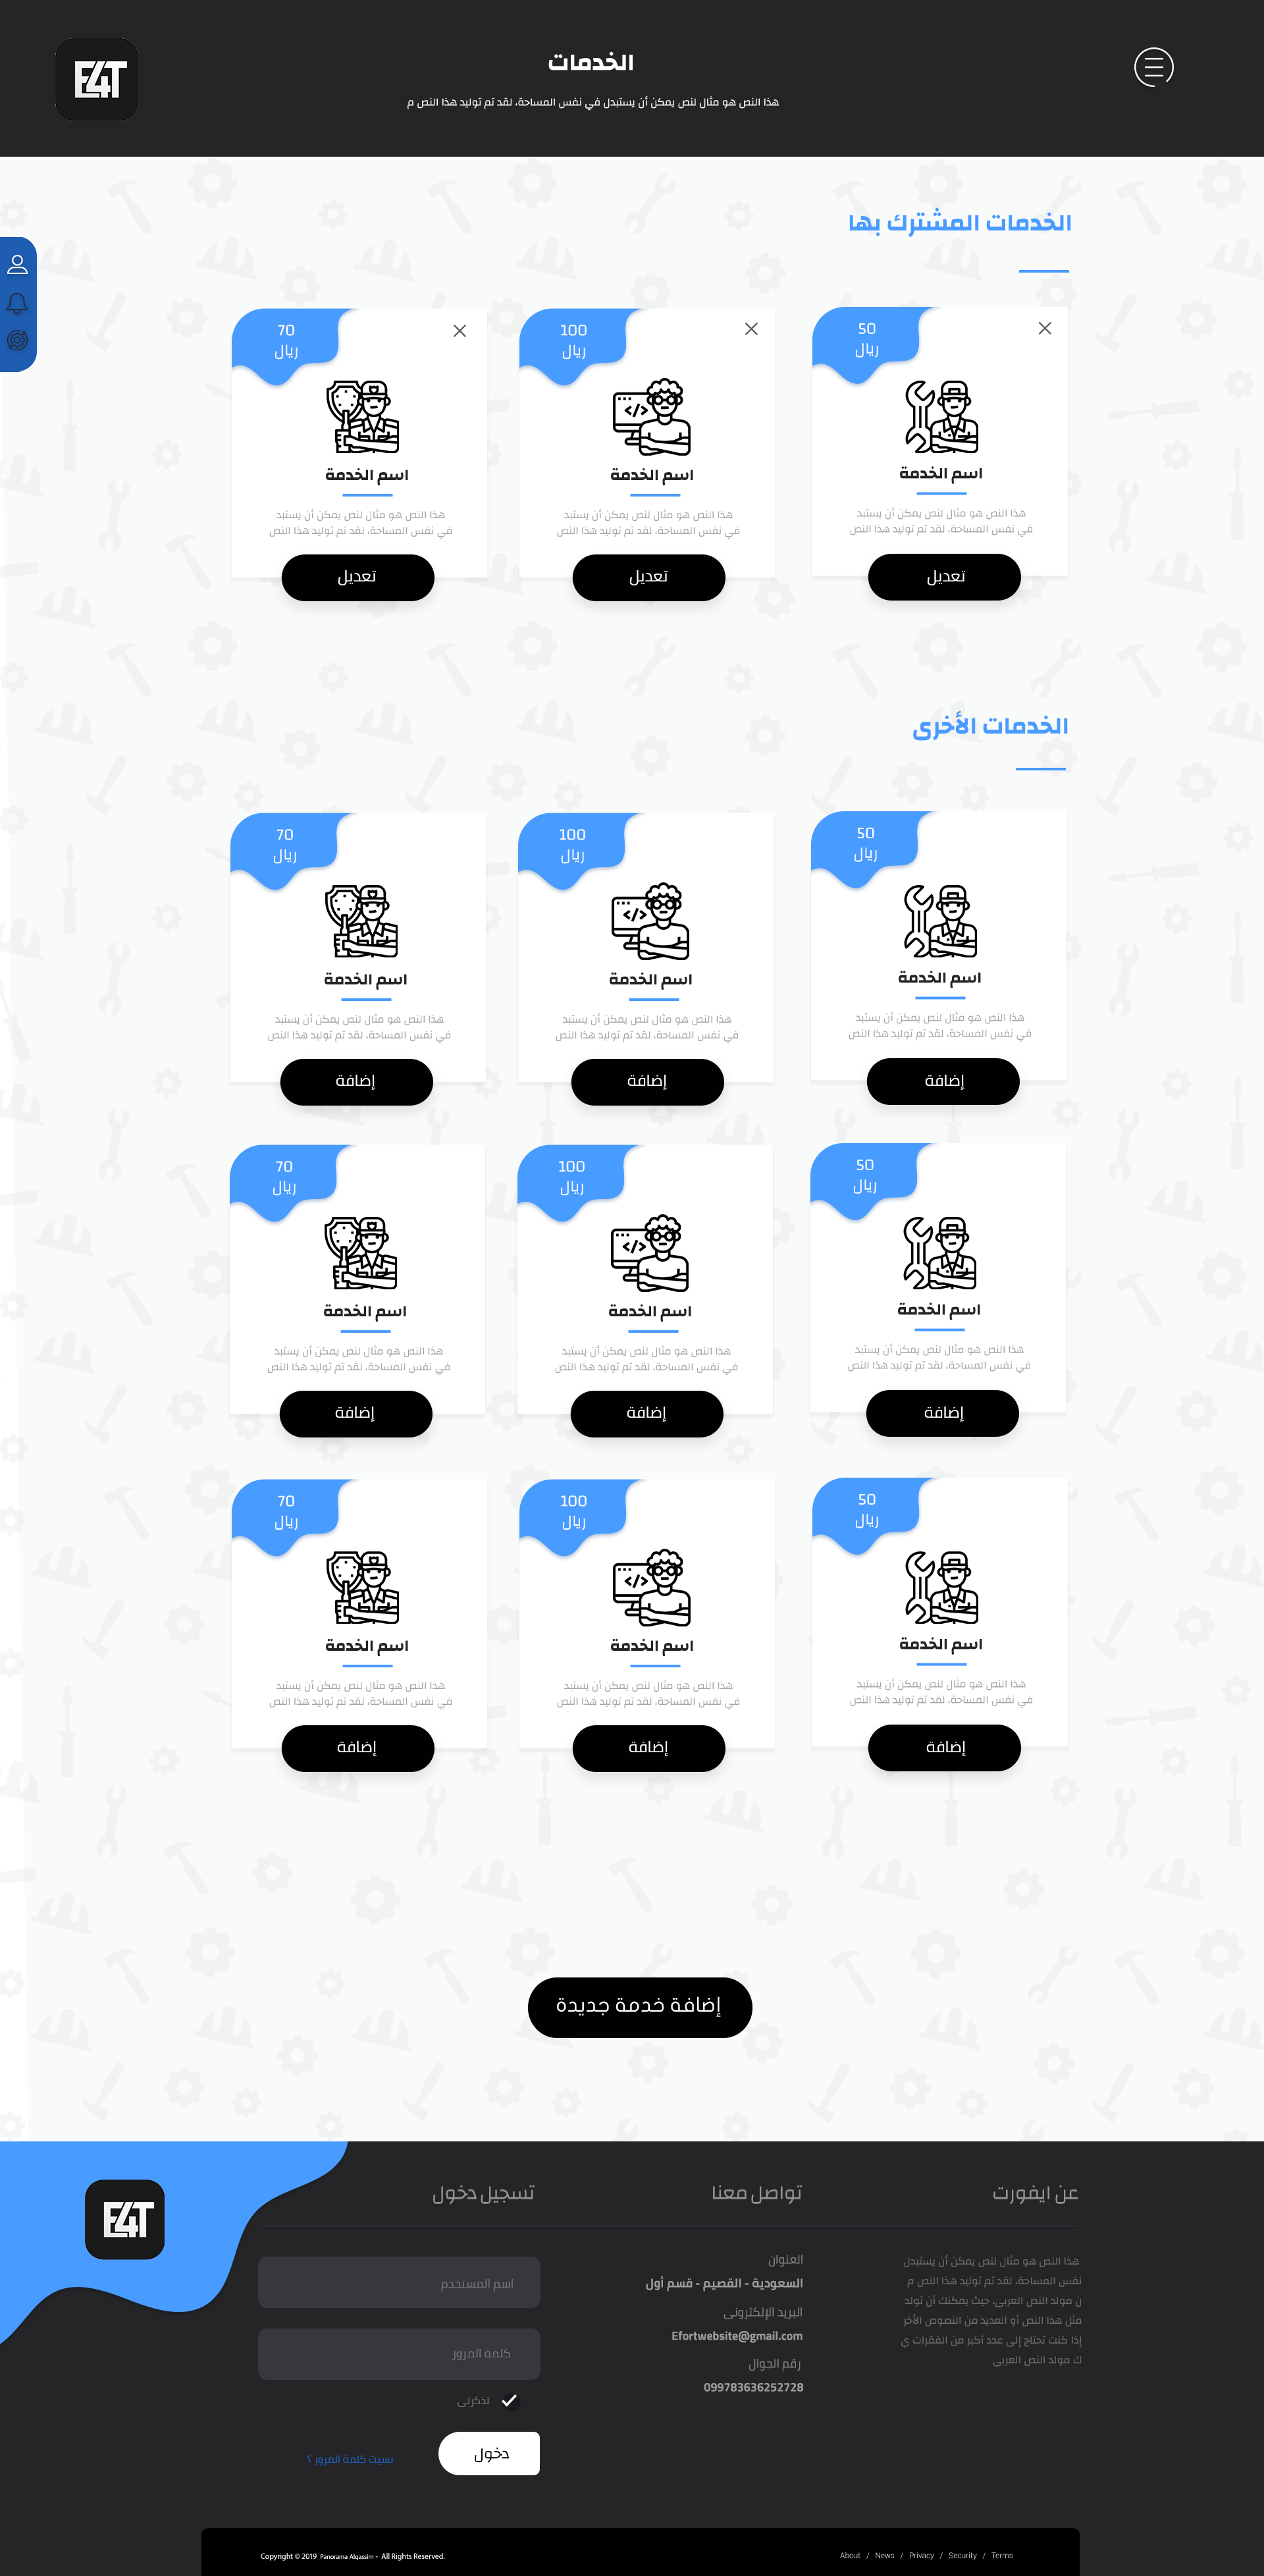 E4T
الخدمات
هذا النص هو مثال لنص يمكن أن يستبدل في نفس المساحة، لقد تم توليد هذا النص م
الخدمات المشترك بها
50
ريال
اسم الخدمة
هذا النص هو مثال لنص يمكن أن يستبد
في نفس المساحة، لقد تم توليد هذا النص
تعديل
100
ريال
اسم الخدمة
هذا النص هو مثال لنص يمكن أن يستبد
في نفس المساحة، لقد تم توليد هذا النص
تعديل
70
ريال
اسم الخدمة
هذا النص هو مثال لنص يمكن أن يستبد
في نفس المساحة، لقد تم توليد هذا النص
تعديل
الخدمات الأخرى
50
ريال
اسم الخدمة
هذا النص هو مثال لنص يمكن أن يستبد
في نفس المساحة، لقد تم توليد هذا النص
إضافة
100
ريال
اسم الخدمة
هذا النص هو مثال لنص يمكن أن يستبد
في نفس المساحة، لقد تم توليد هذا النص
إضافة
70
ريال
اسم الخدمة
هذا النص هو مثال لنص يمكن أن يستبد
في نفس المساحة، لقد تم توليد هذا النص
إضافة
50
ريال
اسم الخدمة
هذا النص هو مثال لنص يمكن أن يستبد
في نفس المساحة، لقد تم توليد هذا النص
إضافة
100
ريال
اسم الخدمة
هذا النص هو مثال لنص يمكن أن يستبد
في نفس المساحة، لقد تم توليد هذا النص
إضافة
70
ريال
اسم الخدمة
هذا النص هو مثال لنص يمكن أن يستبد
في نفس المساحة، لقد تم توليد هذا النص
إضافة
50
ريال
اسم الخدمة
هذا النص هو مثال لنص يمكن أن يستبد
في نفس المساحة، لقد تم توليد هذا النص
إضافة
100
ريال
اسم الخدمة
هذا النص هو مثال لنص يمكن أن يستبد
في نفس المساحة، لقد تم توليد هذا النص
إضافة
70
ريال
اسم الخدمة
هذا النص هو مثال لنص يمكن أن يستبد
في نفس المساحة، لقد تم توليد هذا النص
إضافة
إضافة خدمة جديدة
عن ايفورت
هذا النص هو مثال لنص يمكن أن يستبدل
نفس المساحة، لقد تم توليد هذا النص م
ن مولد النص العربى، حيث يمكنك أن تولد
مثل هذا النص أو العديد من النصوص الأخر
إذا كنت تحتاج إلى عدد أكبر من الفقرات ي
ك مولد النص العربى
تواصل معنا
العنوان
السعودية - القصيم - قسم أول
البريد الإلكترونى
Efortwebsite@gmail.com
رقم الجوال
099783636252728
تسجيل دخول
اسم المستخدم
كلمة المرور
تذكرنى
دخول
نسيت كلمة المرور ؟
E4T
Copyright © 2019 Panorama Alqassim - All Rights Reserved.
About / News / Privacy / Security / Terms